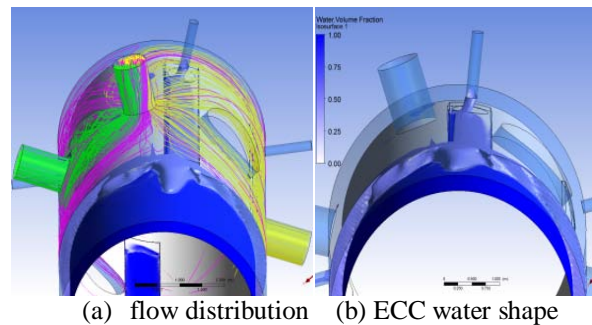 Water.Volume Fraction
Isosurface 1
1.00
0.75
0.50
0.25
0.00
(a) flow distribution (b) ECC water shape